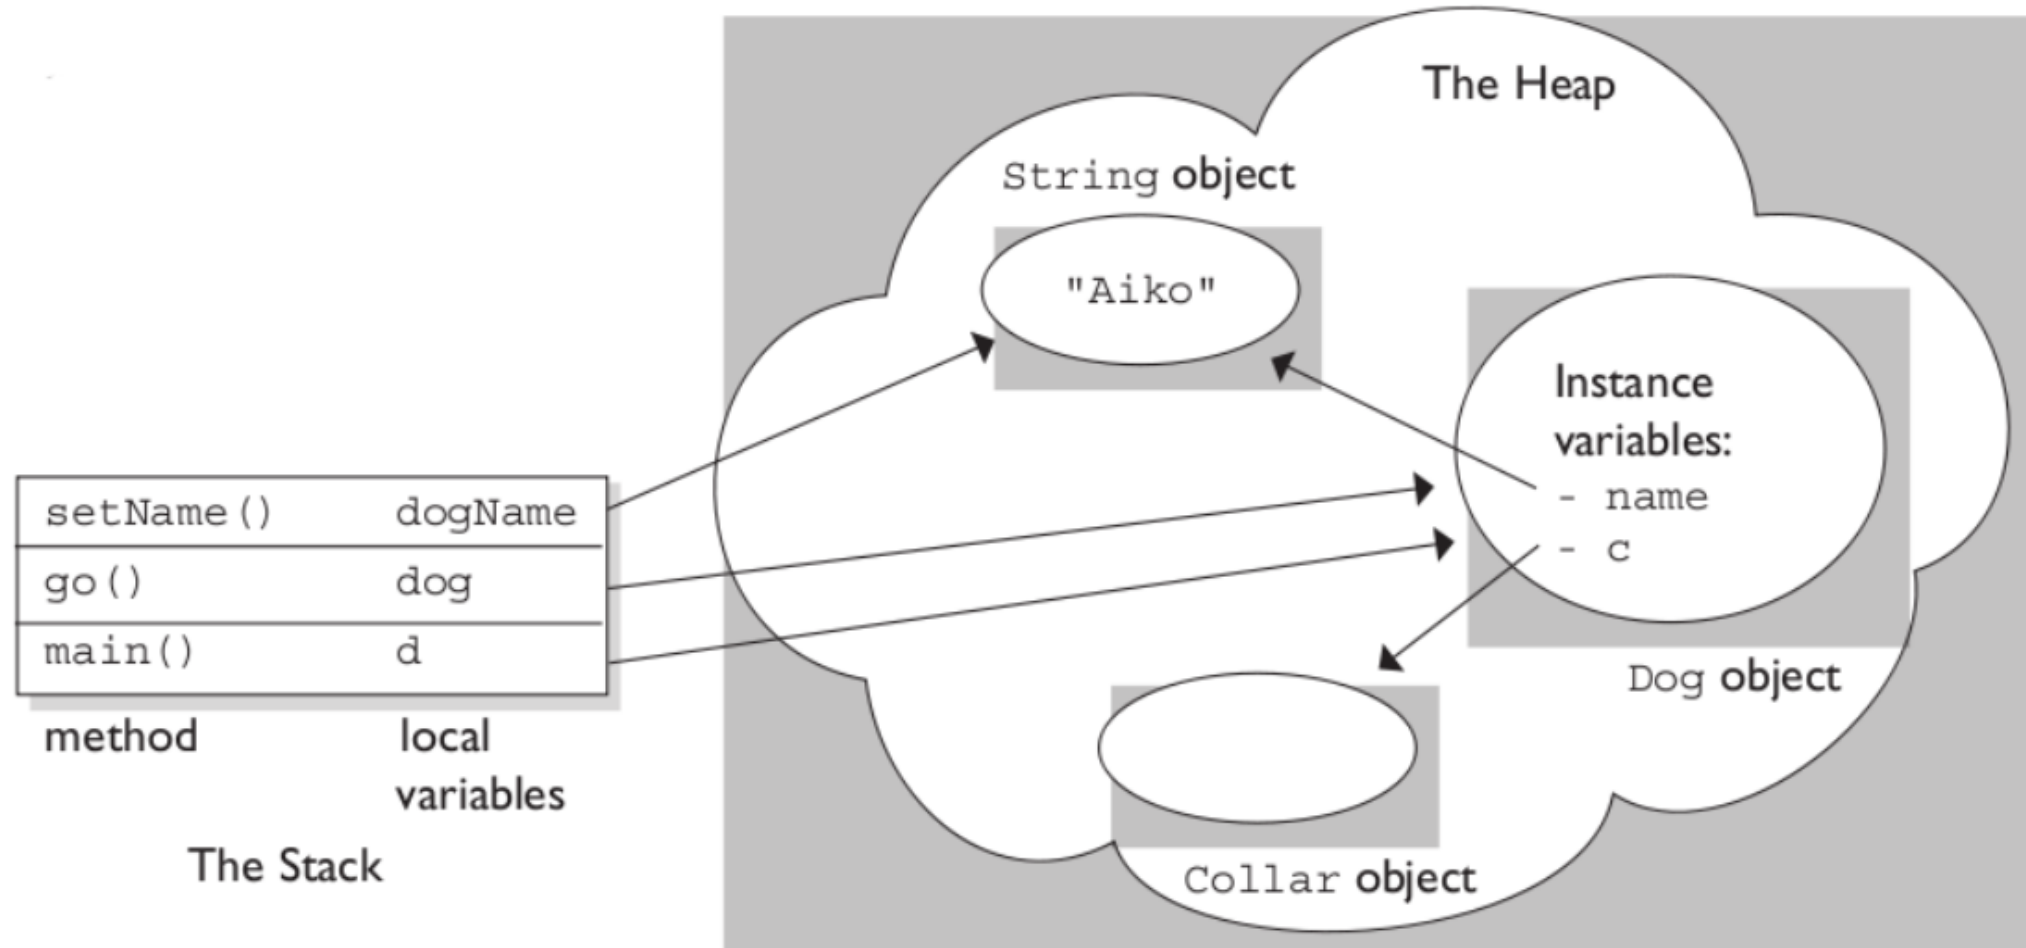 The Heap
String object
"Aiko"
Instance
variables:
- name
- c
Dog object
Collar object
setName() dogName
go() dog
main() d
method local
variables
The Stack